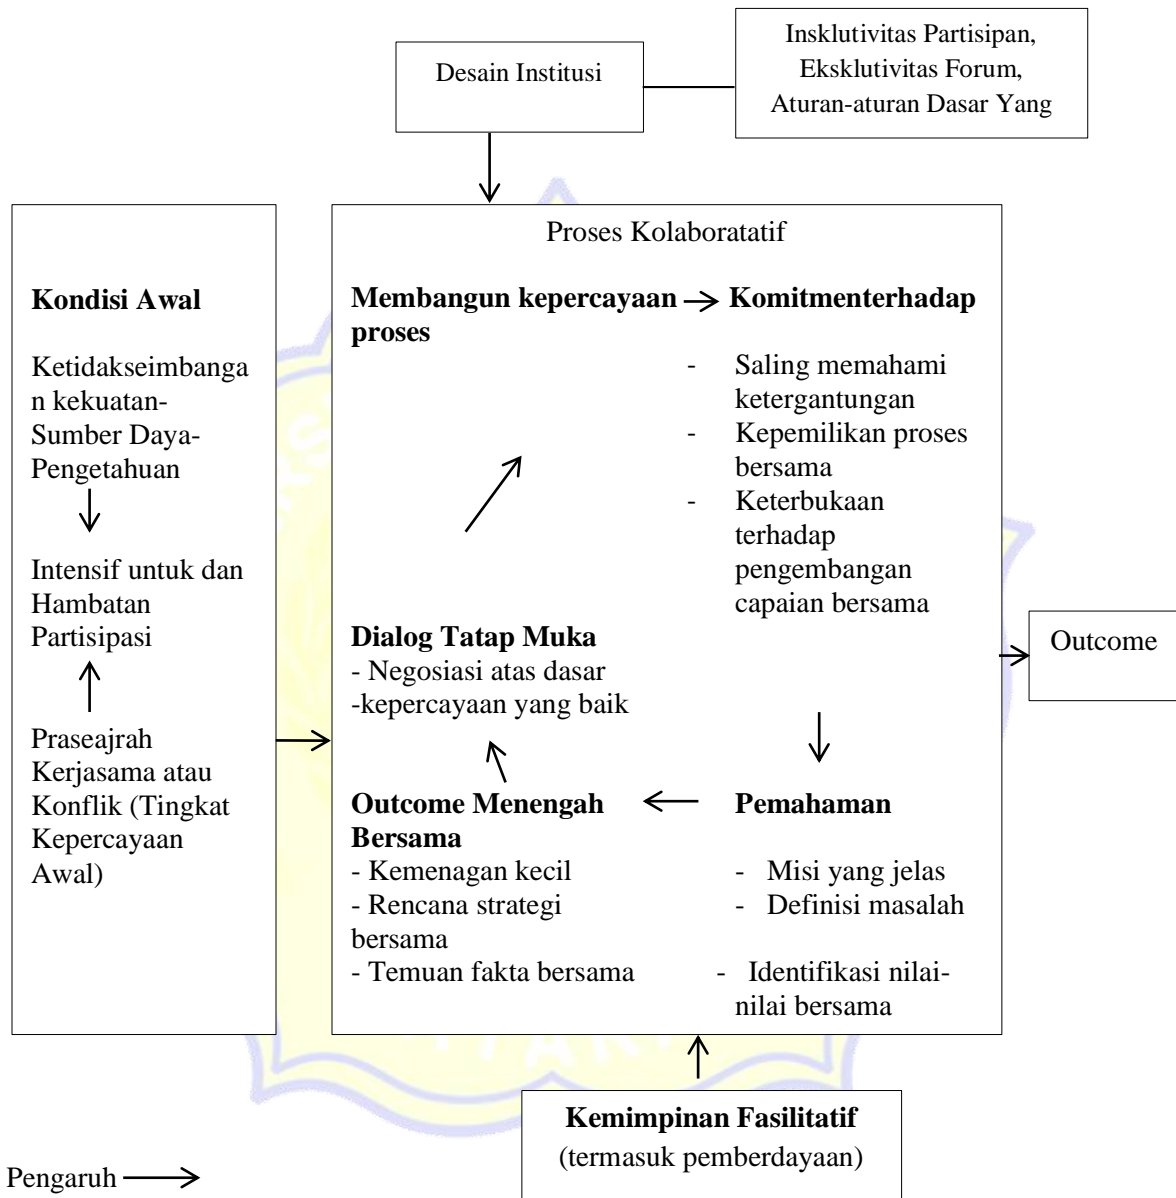 Desain Institusi
Insklutivitas Partisipan,
Eksklutivitas Forum,
Aturan-aturan Dasar Yang
Kondisi Awal
Ketidakseimbanga
n kekuatan-
Sumber Daya-
Pengetahuan
Intensif untuk dan
Hambatan
Partisipasi
Praseajrah
Kerjasama atau
Konflik (Tingkat
Kepercayaan
Awal)
Proses Kolaboratatif
Membangun kepercayaan
proses
Komitmenterhadap
- Saling memahami
ketergantungan
- Kepemilikan proses
bersama
- Keterbukaan
terhadap
pengembangan
capaian bersama
Dialog Tatap Muka
- Negosiasi atas dasar
-kepercayaan yang baik
Outcome Menengah
Bersama
- Kemenagan kecil
- Rencana strategi
bersama
- Temuan fakta bersama
Pemahaman
- Misi yang jelas
- Definisi masalah
- Identifikasi nilai-
nilai bersama
Outcome
Kemimpinan Fasilitatif
(termasuk pemberdayaan)
Pengaruh